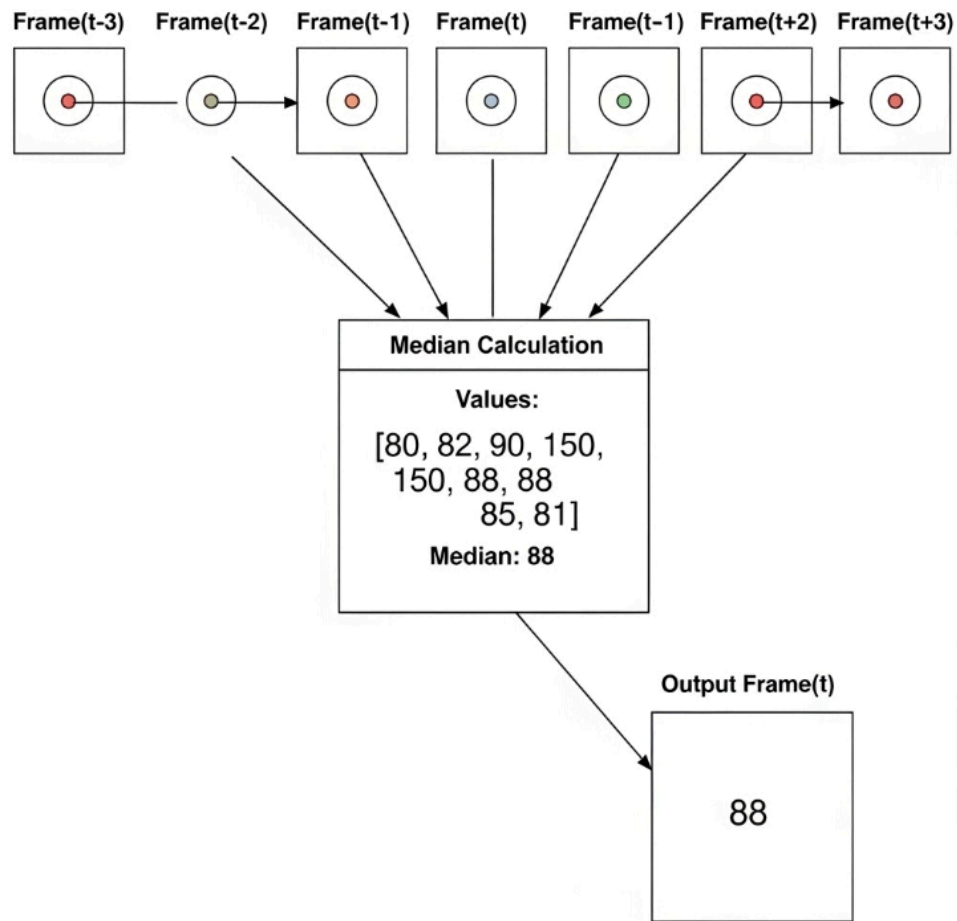 Frame(t-3) Frame(t-2) Frame(t-1) Frame(t) Frame(t-1) Frame(t+2) Frame(t+3)
Median Calculation
Values:
[80, 82, 90, 150,
150, 88, 88
85, 81]
Median: 88
Output Frame(t)
88